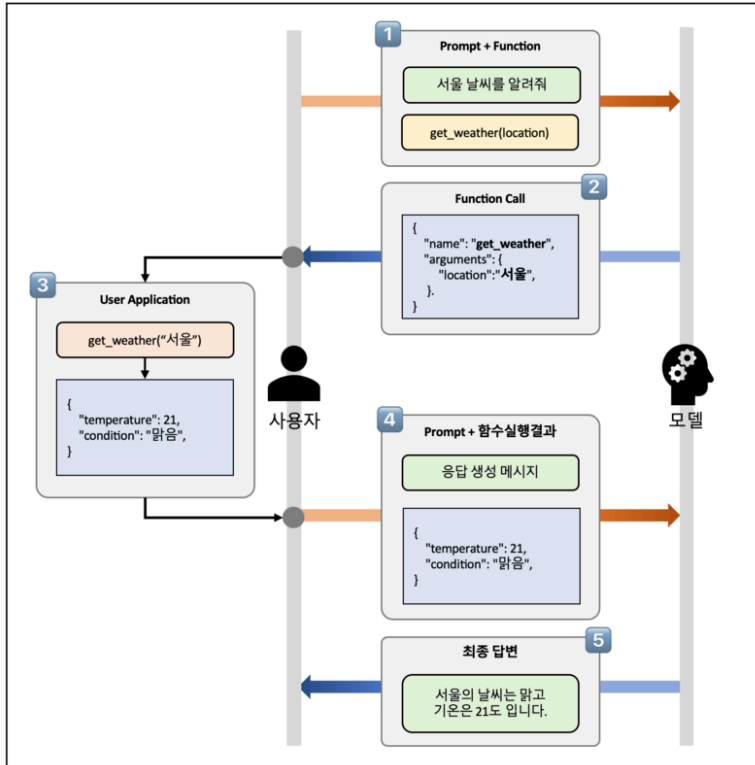 1
Prompt + Function
서울 날씨를 알려줘
get_weather(location)
2
Function Call
{
"name": "get_weather",
"arguments": {
"location":"서울",
}.
}
3
User Application
get_weather(“서울”)
{
"temperature": 21,
"condition": "맑음",
}
사용자
모델
4
Prompt + 함수실행결과
응답 생성 메시지
{
"temperature": 21,
"condition": "맑음",
}
5
최종 답변
서울의 날씨는 맑고
기온은 21도 입니다.